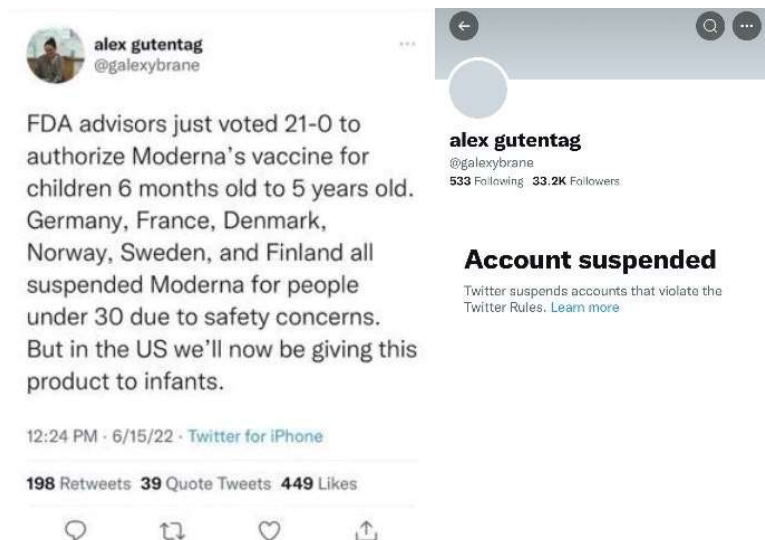 alex gutentag
@galexybrane
FDA advisors just voted 21-0 to
authorize Moderna's vaccine for
children 6 months old to 5 years old.
Germany, France, Denmark,
Norway, Sweden, and Finland all
suspended Moderna for people
under 30 due to safety concerns.
But in the US we'll now be giving this
product to infants.
12:24 PM · 6/15/22 · Twitter for iPhone
198 Retweets 39 Quote Tweets 449 Likes
alex gutentag
@galexybrane
533 Following 33.2K Followers
Account suspended
Twitter suspends accounts that violate the
Twitter Rules. Learn more